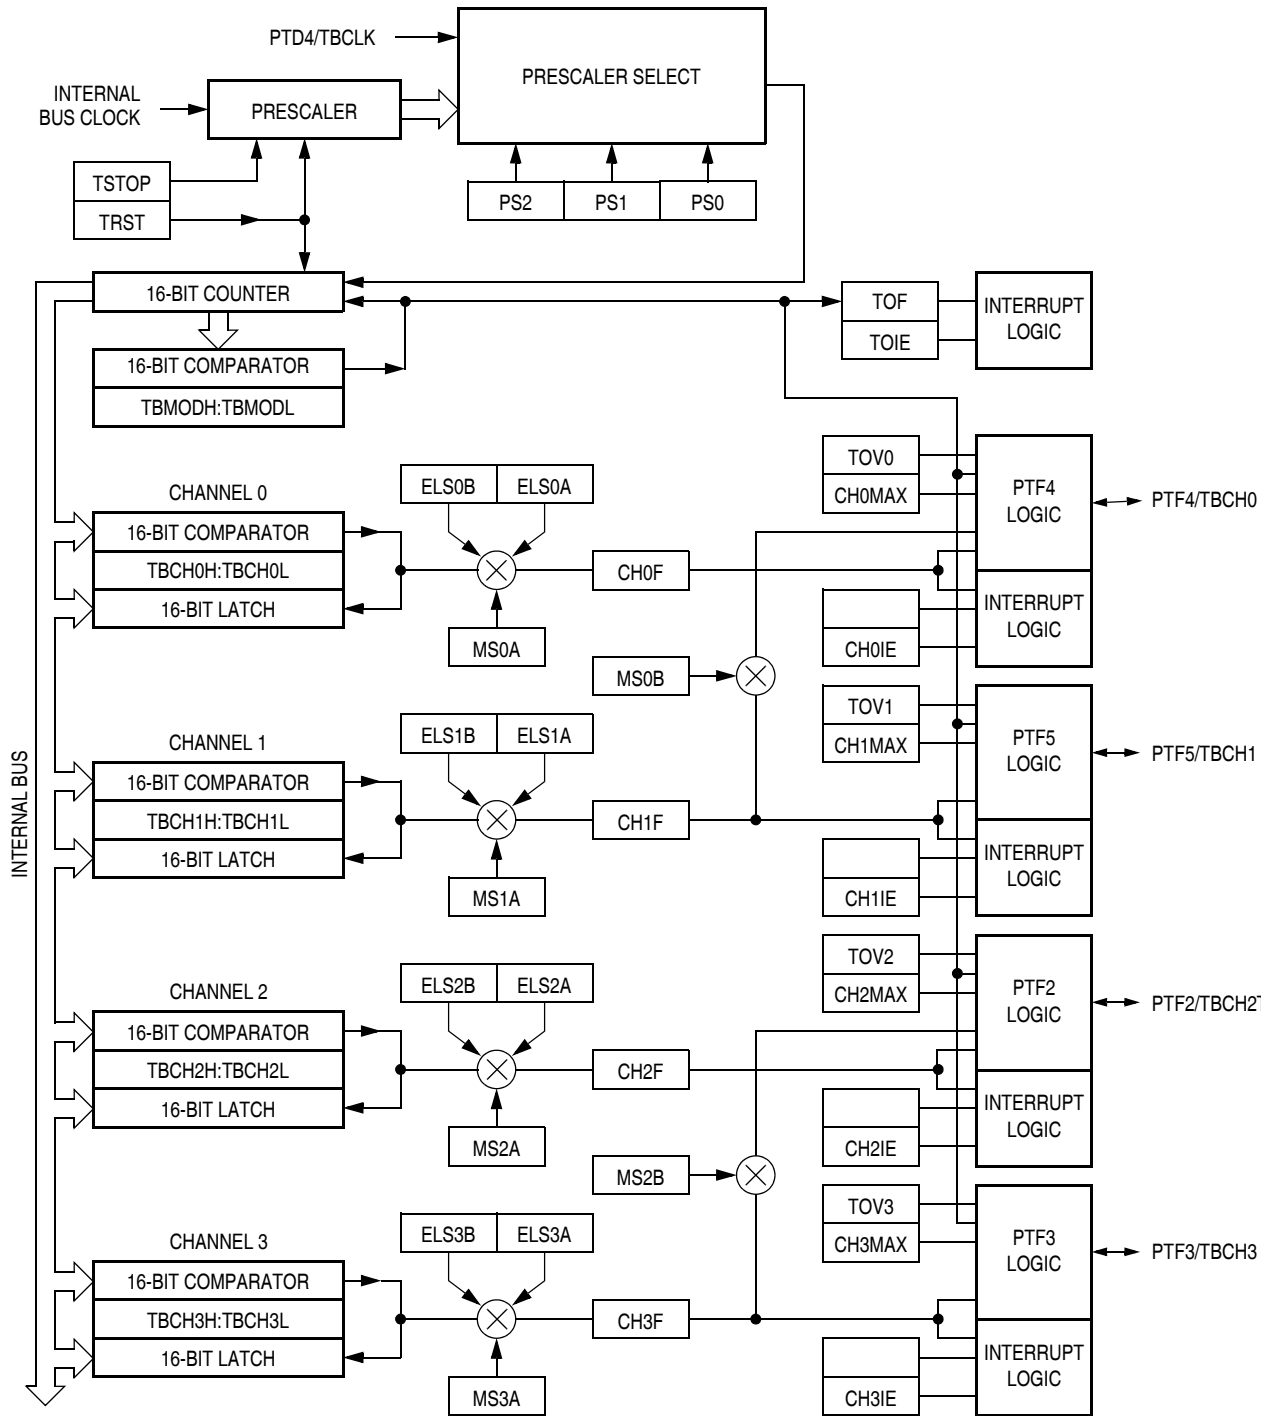 PTD4/TBCLK
PRESCALER SELECT
INTERNAL
BUS CLOCK
PRESCALER
TSTOP
TRST
PS2
PS1
PS0
16-BIT COUNTER
TOF
TOIE
INTERRUPT
LOGIC
16-BIT COMPARATOR
TBMODH:TBMODL
INTERNAL BUS
CHANNEL 0
16-BIT COMPARATOR
TBCH0H:TBCH0L
16-BIT LATCH
ELS0B
ELS0A
MS0A
CH0F
MS0B
TOV0
CH0MAX
PTF4
LOGIC
PTF4/TBCH0
INTERRUPT
LOGIC
CH0IE
CHANNEL 1
16-BIT COMPARATOR
TBCH1H:TBCH1L
16-BIT LATCH
ELS1B
ELS1A
MS1A
CH1F
TOV1
CH1MAX
PTF5
LOGIC
PTF5/TBCH1
INTERRUPT
LOGIC
CH1IE
CHANNEL 2
16-BIT COMPARATOR
TBCH2H:TBCH2L
16-BIT LATCH
ELS2B
ELS2A
MS2A
CH2F
MS2B
TOV2
CH2MAX
PTF2
LOGIC
PTF2/TBCH2T
INTERRUPT
LOGIC
CH2IE
CHANNEL 3
16-BIT COMPARATOR
TBCH3H:TBCH3L
16-BIT LATCH
ELS3B
ELS3A
MS3A
CH3F
TOV3
CH3MAX
PTF3
LOGIC
PTF3/TBCH3
INTERRUPT
LOGIC
CH3IE